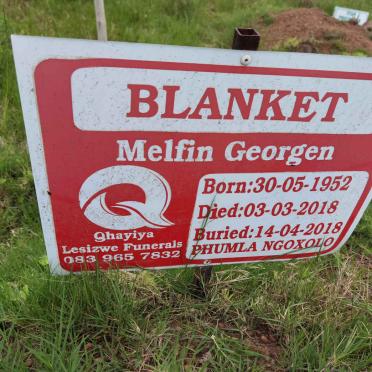 BLANKET
Melfin Georgen
Born:30-05-1952
Died:03-03-2018
Buried:14-04-2018
PHUMLA NGOXOLO
Qhayiya
Lesizwe Funerals
083 965 7832